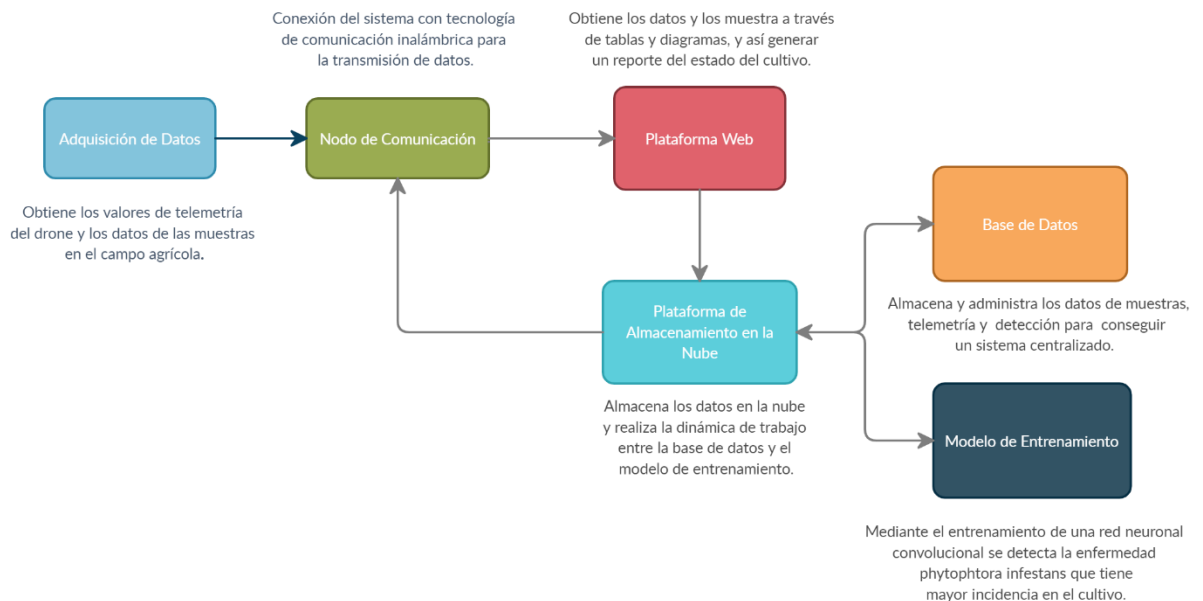 Conexión del sistema con tecnología
de comunicación inalámbrica para
la transmisión de datos.
Obtiene los datos y los muestra a través
de tablas y diagramas, y así generar
un reporte del estado del cultivo.
Adquisición de Datos
Nodo de Comunicación
Plataforma Web
Obtiene los valores de telemetría
del drone y los datos de las muestras
en el campo agrícola.
Base de Datos
Almacena y administra los datos de muestras,
telemetría y detección para conseguir
un sistema centralizado.
Plataforma de
Almacenamiento en la
Nube
Almacena los datos en la nube
y realiza la dinámica de trabajo
entre la base de datos y el
modelo de entrenamiento.
Modelo de Entrenamiento
Mediante el entrenamiento de una red neuronal
convolucional se detecta la enfermedad
phytophtora infestans que tiene
mayor incidencia en el cultivo.